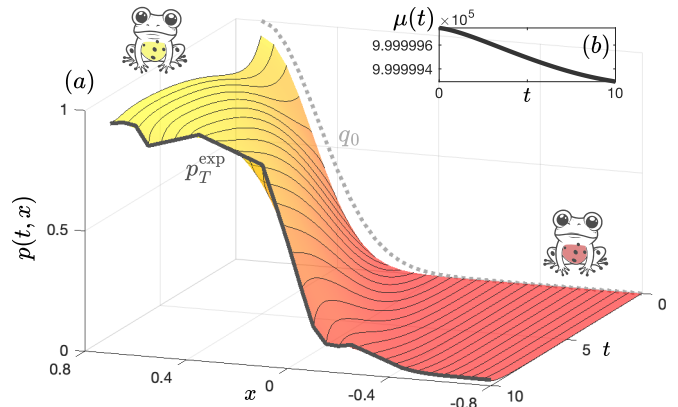 (a)
μ(t) ×10⁵
9.999996
9.999994
(b)
0 t 10
q₀
p_T^exp
p(t, x)
1
0.5
0
0.8
0.4
x
0
-0.4
-0.8
0
5
t
10